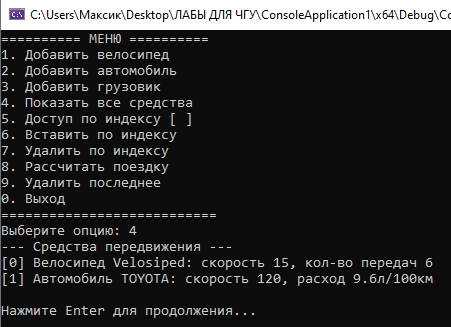 C:\Users\Максик\Desktop\ЛАБЫ ДЛЯ ЧГУ\ConsoleApplication1\x64\Debug\Co
========== МЕНЮ ==========
1. Добавить велосипед
2. Добавить автомобиль
3. Добавить грузовик
4. Показать все средства
5. Доступ по индексу [ ]
6. Вставить по индексу
7. Удалить по индексу
8. Рассчитать поездку
9. Удалить последнее
0. Выход
===========================
Выберите опцию: 4
--- Средства передвижения ---
[0] Велосипед Velosiped: скорость 15, кол-во передач 6
[1] Автомобиль TOYOTA: скорость 120, расход 9.6л/100км
Нажмите Enter для продолжения...